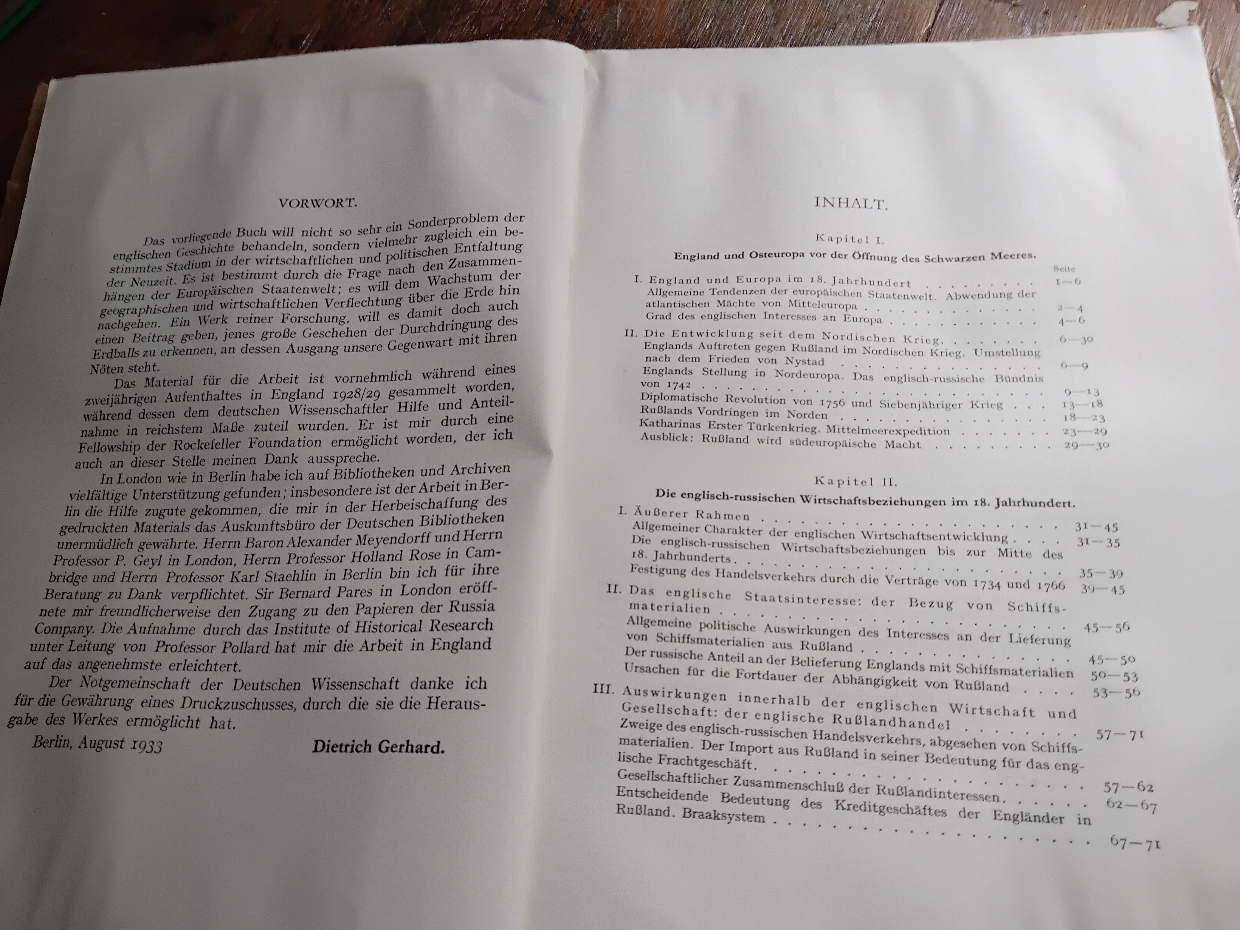 VORWORT.
Das vorliegende Buch will nicht so sehr ein Sonderproblem der
englischen Geschichte behandeln, sondern vielmehr zugleich ein be-
stimmtes Stadium in der wirtschaftlichen und politischen Entfaltung
der Neuzeit. Es ist bestimmt durch die Frage nach den Zusammen-
hängen der Europäischen Staatenwelt; es will dem Wachstum der
geographischen und wirtschaftlichen Verflechtung über die Erde hin
nachgehen. Ein Werk reiner Forschung, will es damit doch auch
einen Beitrag geben, jenes große Geschehen der Durchdringung des
Erdballs zu erkennen, an dessen Ausgang unsere Gegenwart mit ihren
Nöten steht.
Das Material für die Arbeit ist vornehmlich während eines
zweijährigen Aufenthaltes in England 1928/29 gesammelt worden,
während dessen dem deutschen Wissenschaftler Hilfe und Anteil-
nahme in reichstem Maße zuteil wurden. Er ist mir durch eine
Fellowship der Rockefeller Foundation ermöglicht worden, der ich
auch an dieser Stelle meinen Dank ausspreche.
In London wie in Berlin habe ich auf Bibliotheken und Archiven
vielfältige Unterstützung gefunden; insbesondere ist der Arbeit in Ber-
lin die Hilfe zugute gekommen, die mir in der Herbeischaffung des
gedruckten Materials das Auskunftsbüro der Deutschen Bibliotheken
unermüdlich gewährte. Herrn Baron Alexander Meyendorff und Herrn
Professor P. Geyl in London, Herrn Professor Holland Rose in Cam-
bridge und Herrn Professor Karl Staehlin in Berlin bin ich für ihre
Beratung zu Dank verpflichtet. Sir Bernard Pares in London eröff-
nete mir freundlicherweise den Zugang zu den Papieren der Russia
Company. Die Aufnahme durch das Institute of Historical Research
unter Leitung von Professor Pollard hat mir die Arbeit in England
auf das angenehmste erleichtert.
Der Notgemeinschaft der Deutschen Wissenschaft danke ich
für die Gewährung eines Druckzuschusses, durch die sie die Heraus-
gabe des Werkes ermöglicht hat.
Berlin, August 1933 Dietrich Gerhard.
INHALT.
Kapitel I.
England und Osteuropa vor der Öffnung des Schwarzen Meeres.
Seite
I. England und Europa im 18. Jahrhundert . . . . . . . . . 1—6
Allgemeine Tendenzen der europäischen Staatenwelt. Abwendung der
atlantischen Mächte von Mitteleuropa . . . . . . . . . . . . . 2—4
Grad des englischen Interesses an Europa . . . . . . . . . . . 4—6
II. Die Entwicklung seit dem Nordischen Krieg. . . . . . . . 6—30
Englands Auftreten gegen Rußland im Nordischen Krieg. Umstellung
nach dem Frieden von Nystad . . . . . . . . . . . . . . . 6—9
Englands Stellung in Nordeuropa. Das englisch-russische Bündnis
von 1742 . . . . . . . . . . . . . . . . . . . . . . . . 9—13
Diplomatische Revolution von 1756 und Siebenjähriger Krieg . . . 13—18
Rußlands Vordringen im Norden . . . . . . . . . . . . . . 18—23
Katharinas Erster Türkenkrieg. Mittelmeerexpedition . . . . . . . 23—29
Ausblick: Rußland wird südeuropäische Macht . . . . . . . . 29—30
Kapitel II.
Die englisch-russischen Wirtschaftsbeziehungen im 18. Jahrhundert.
I. Äußerer Rahmen . . . . . . . . . . . . . . . . . . . . 31—45
Allgemeiner Charakter der englischen Wirtschaftsentwicklung . . . . 31—35
Die englisch-russischen Wirtschaftsbeziehungen bis zur Mitte des
18. Jahrhunderts . . . . . . . . . . . . . . . . . . . . . 35—39
Festigung des Handelsverkehrs durch die Verträge von 1734 und 1766 39—45
II. Das englische Staatsinteresse: der Bezug von Schiffs-
materialien . . . . . . . . . . . . . . . . . . . . . . 45—56
Allgemeine politische Auswirkungen des Interesses an der Lieferung
von Schiffsmaterialien aus Rußland . . . . . . . . . . . . . 45—50
Der russische Anteil an der Belieferung Englands mit Schiffsmaterialien 50—53
Ursachen für die Fortdauer der Abhängigkeit von Rußland . . . . 53—56
III. Auswirkungen innerhalb der englischen Wirtschaft und
Gesellschaft: der englische Rußlandhandel . . . . . . . . 57—71
Zweige des englisch-russischen Handelsverkehrs, abgesehen von Schiffs-
materialien. Der Import aus Rußland in seiner Bedeutung für das eng-
lische Frachtgeschäft. . . . . . . . . . . . . . . . . . . . 57—62
Gesellschaftlicher Zusammenschluß der Rußlandinteressen. . . . . . 62—67
Entscheidende Bedeutung des Kreditgeschäftes der Engländer in
Rußland. Braaksystem . . . . . . . . . . . . . . . . . . . 67—71